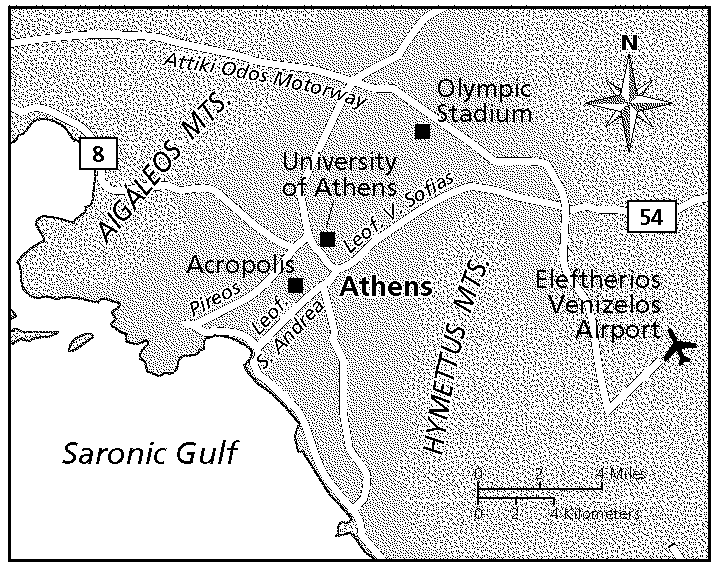 N
Attiki Odos Motorway
Olympic
Stadium
AIGALEOS MTS.
8
University
of Athens
Leof. V. Sofias
54
Acropolis
Pireos
Leof.
S. Andrea
Athens
HYMETTUS MTS.
Eleftherios
Venizelos
Airport
Saronic Gulf
0 2 4 Miles
0 2 4 Kilometers